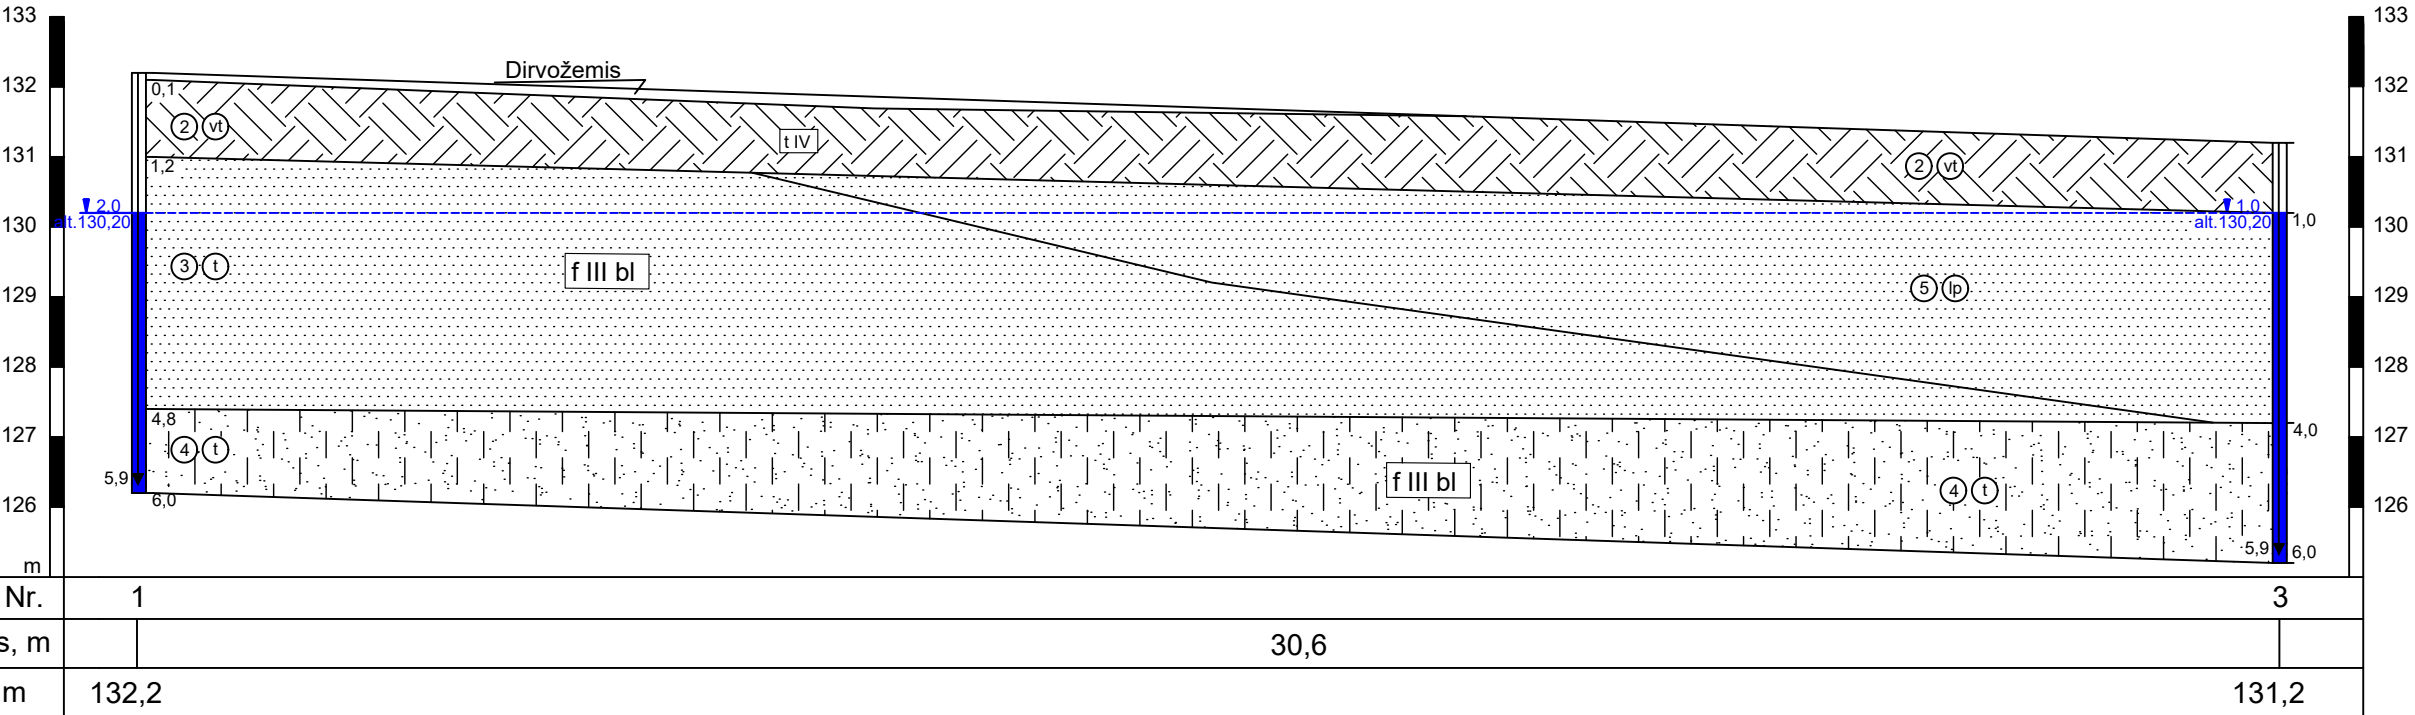 133 133
Dirvožemis
132 132
0,1
2 vt
t IV
131 131
1,2
2 vt
2,0 1,0
130 alt.130,20 alt.130,20 1,0 130
3 t
f III bl
5 lp
129 129
128 128
4,8
127 4,0 127
4 t
5,9
f III bl
4 t
126 6,0 126
5,9 6,0
m
Nr. 1 3
s, m 30,6
m 132,2 131,2